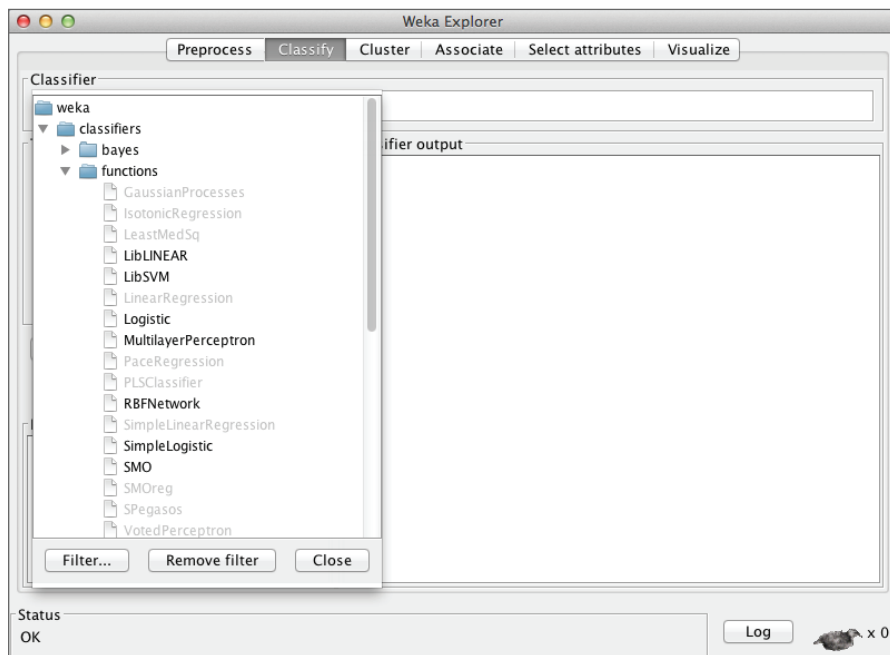 Weka Explorer
Preprocess Classify Cluster Associate Select attributes Visualize
Classifier
weka
classifiers
bayes
functions
GaussianProcesses
IsotonicRegression
LeastMedSq
LibLINEAR
LibSVM
LinearRegression
Logistic
MultilayerPerceptron
PaceRegression
PLSClassifier
RBFNetwork
SimpleLinearRegression
SimpleLogistic
SMO
SMOreg
SPegasos
VotedPerceptron
Filter... Remove filter Close
output
Status
OK
Log
x 0